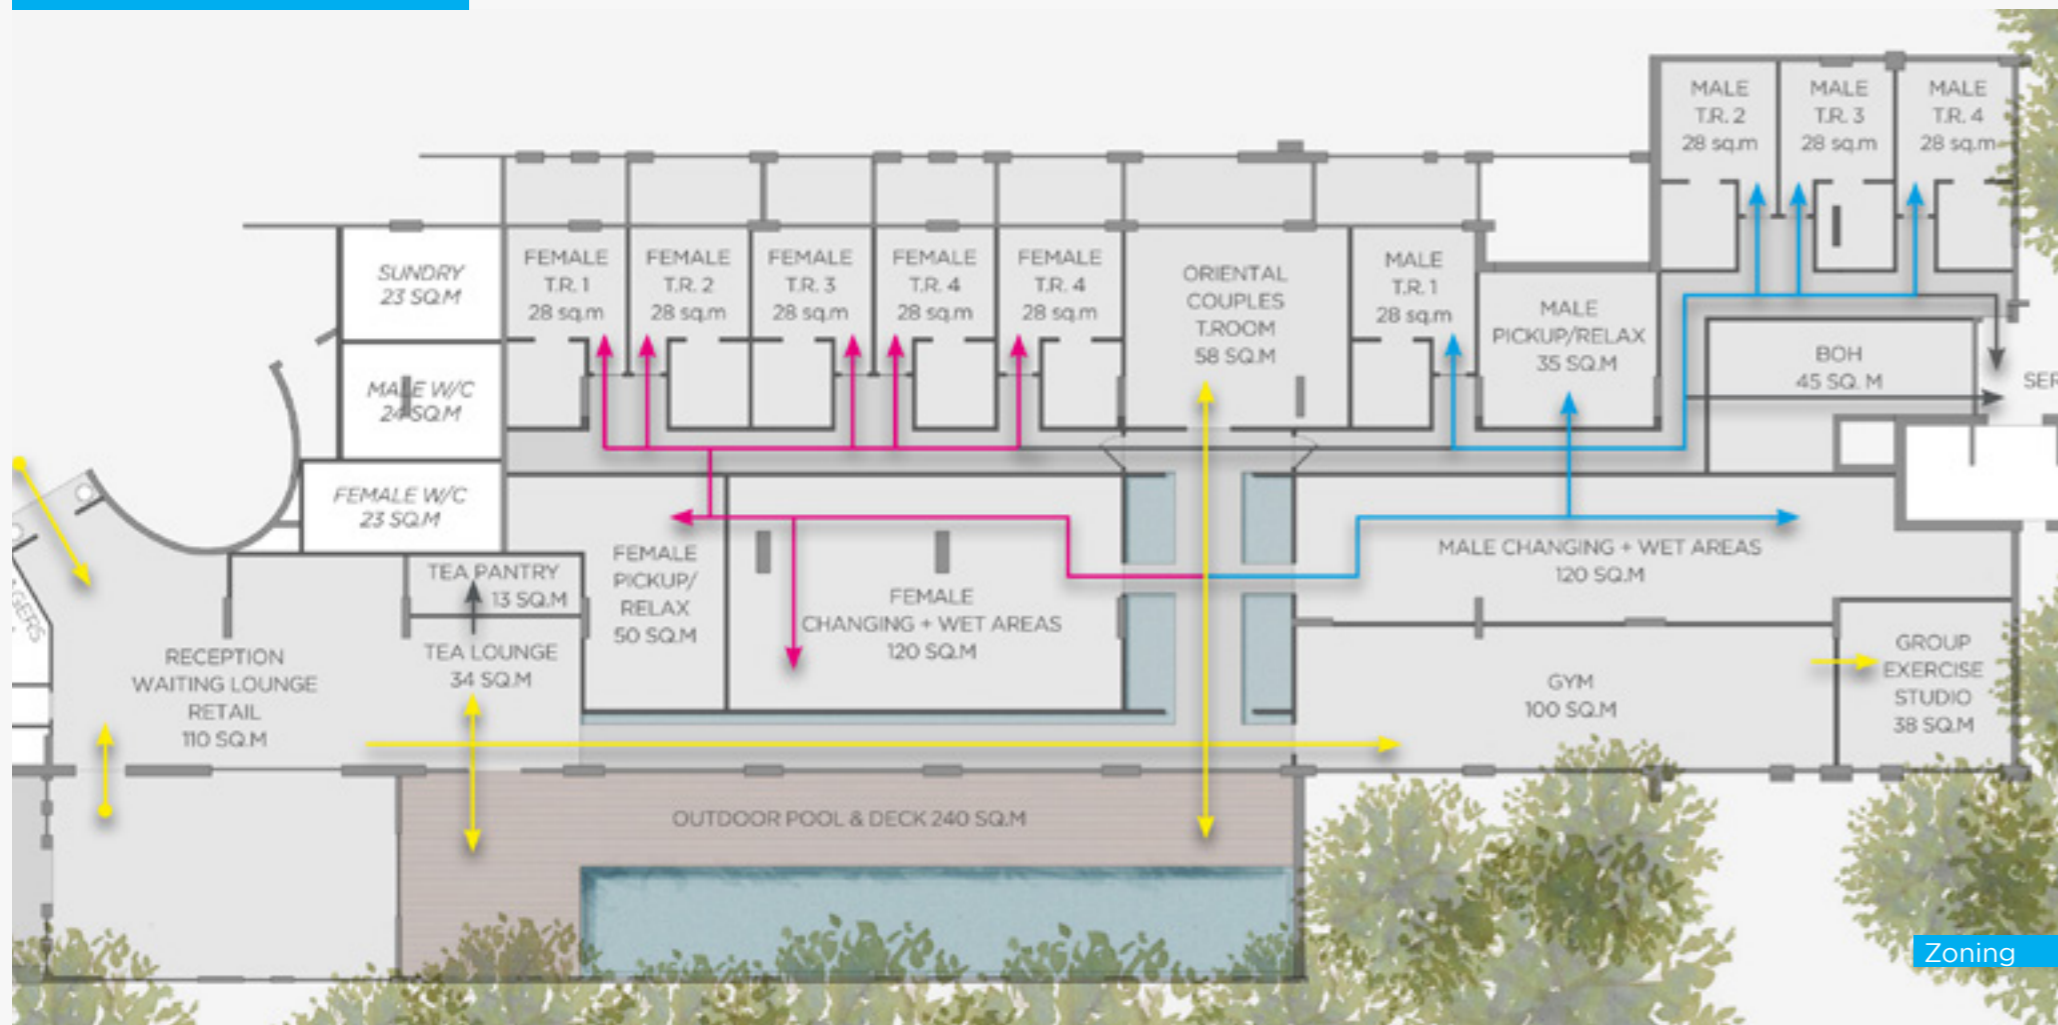 MALE
T.R. 2
28 sq.m
MALE
T.R. 3
28 sq.m
MALE
T.R. 4
28 sq.m
SUNDRY
23 SQ.M
FEMALE
T.R. 1
28 sq.m
FEMALE
T.R. 2
28 sq.m
FEMALE
T.R. 3
28 sq.m
FEMALE
T.R. 4
28 sq.m
FEMALE
T.R. 4
28 sq.m
ORIENTAL
COUPLES
T.ROOM
58 SQ.M
MALE
T.R. 1
28 sq.m
MALE
PICKUP/RELAX
35 SQ.M
BOH
45 SQ. M
SER
MALE W/C
24 SQ.M
FEMALE W/C
23 SQ.M
TEA PANTRY
13 SQ.M
FEMALE
PICKUP/
RELAX
50 SQ.M
FEMALE
CHANGING + WET AREAS
120 SQ.M
MALE CHANGING + WET AREAS
120 SQ.M
AGERS
RECEPTION
WAITING LOUNGE
RETAIL
110 SQ.M
TEA LOUNGE
34 SQ.M
GYM
100 SQ.M
GROUP
EXERCISE
STUDIO
38 SQ.M
OUTDOOR POOL & DECK 240 SQ.M
Zoning